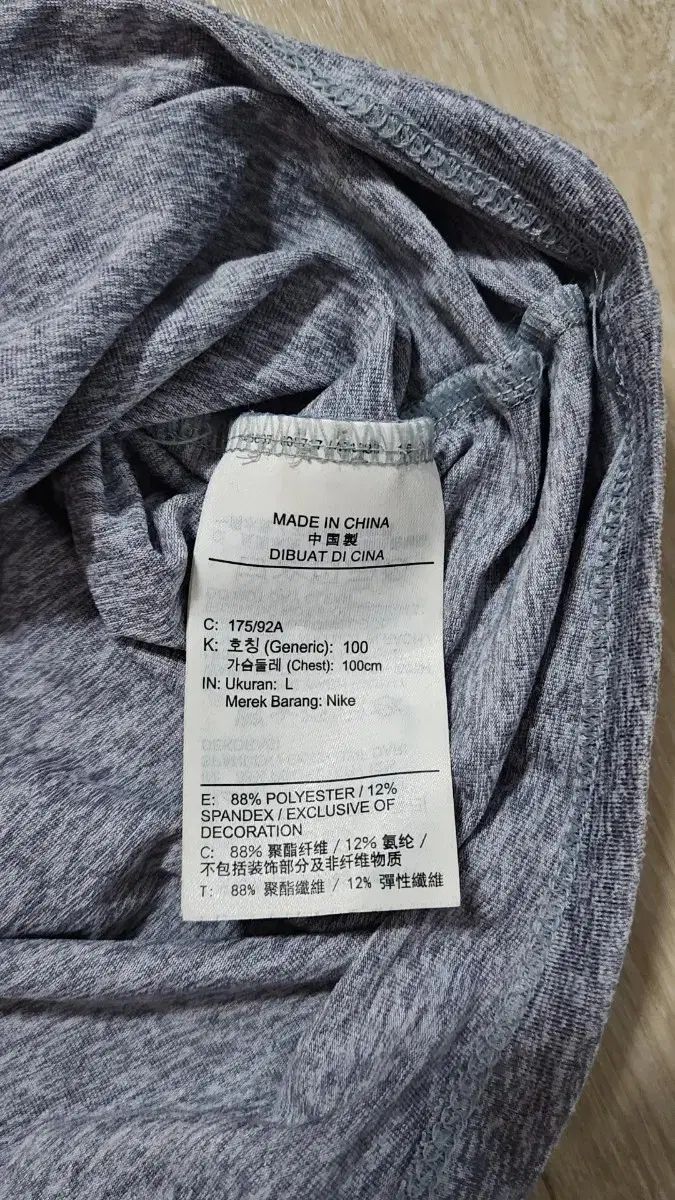 MADE IN CHINA
中国製
DIBUAT DI CINA
C: 175/92A
K: 호칭 (Generic): 100
가슴둘레 (Chest): 100cm
IN: Ukuran: L
Merek Barang: Nike
E: 88% POLYESTER / 12%
SPANDEX / EXCLUSIVE OF
DECORATION
C: 88% 聚酯纤维 / 12% 氨纶 /
不包括装饰部分及非纤维物质
T: 88% 聚酯纖維 / 12% 彈性纖維